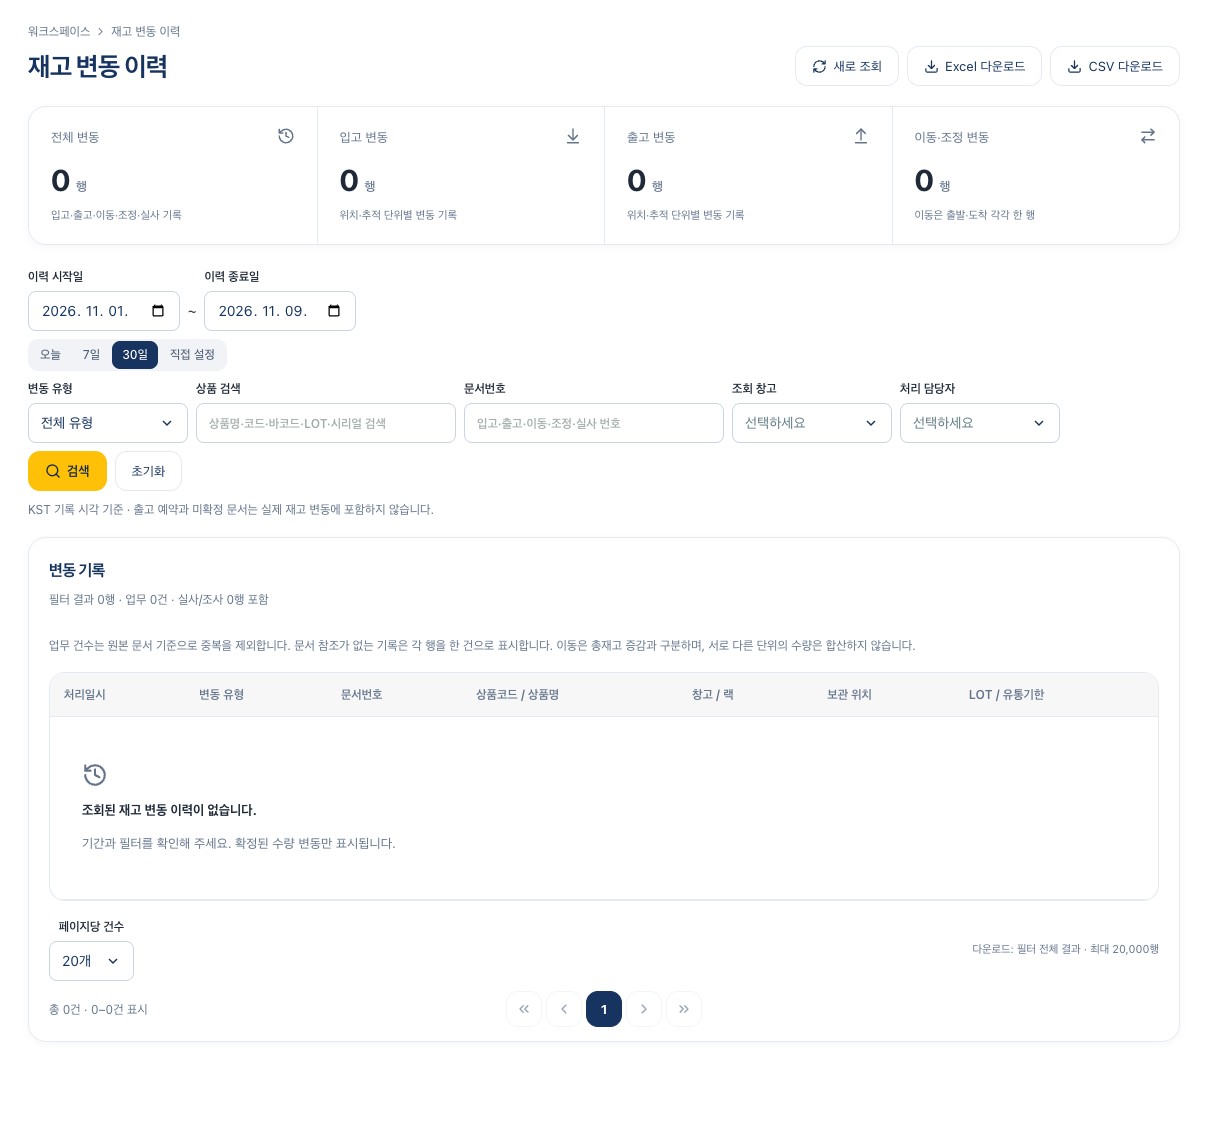 워크스페이스 > 재고 변동 이력
재고 변동 이력
새로 조회
Excel 다운로드
CSV 다운로드
전체 변동
0 행
입고·출고·이동·조정·실사 기록
입고 변동
0 행
위치·추적 단위별 변동 기록
출고 변동
0 행
위치·추적 단위별 변동 기록
이동·조정 변동
0 행
이동은 출발·도착 각각 한 행
이력 시작일
이력 종료일
2026. 11. 01. ~ 2026. 11. 09.
오늘 7일 30일 직접 설정
변동 유형
상품 검색
문서번호
조회 창고
처리 담당자
전체 유형
상품명·코드·바코드·LOT·시리얼 검색
입고·출고·이동·조정·실사 번호
선택하세요
선택하세요
검색
초기화
KST 기록 시각 기준 · 출고 예약과 미확정 문서는 실제 재고 변동에 포함하지 않습니다.
변동 기록
필터 결과 0행 · 업무 0건 · 실사/조사 0행 포함
업무 건수는 원본 문서 기준으로 중복을 제외합니다. 문서 참조가 없는 기록은 각 행을 한 건으로 표시합니다. 이동은 총재고 증감과 구분하며, 서로 다른 단위의 수량은 합산하지 않습니다.
처리일시 변동 유형 문서번호 상품코드 / 상품명 창고 / 랙 보관 위치 LOT / 유통기한
조회된 재고 변동 이력이 없습니다.
기간과 필터를 확인해 주세요. 확정된 수량 변동만 표시됩니다.
페이지당 건수
20개
다운로드: 필터 전체 결과 · 최대 20,000행
총 0건 · 0–0건 표시
« ‹ 1 › »